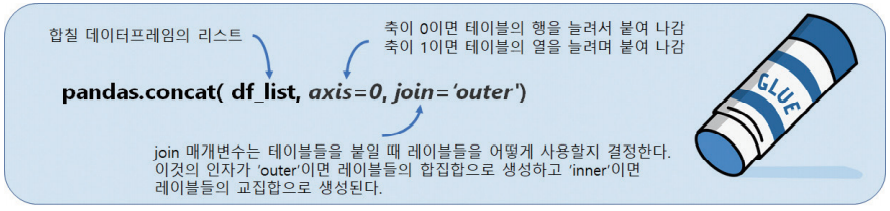 합칠 데이터프레임의 리스트
축이 0이면 테이블의 행을 늘려서 붙여 나감
축이 1이면 테이블의 열을 늘려며 붙여 나감
pandas.concat( df_list, axis=0, join=‘outer')
GLUE
join 매개변수는 테이블들을 붙일 때 레이블들을 어떻게 사용할지 결정한다.
이것의 인자가 ‘outer’이면 레이블들의 합집합으로 생성하고 ‘inner’이면
레이블들의 교집합으로 생성된다.